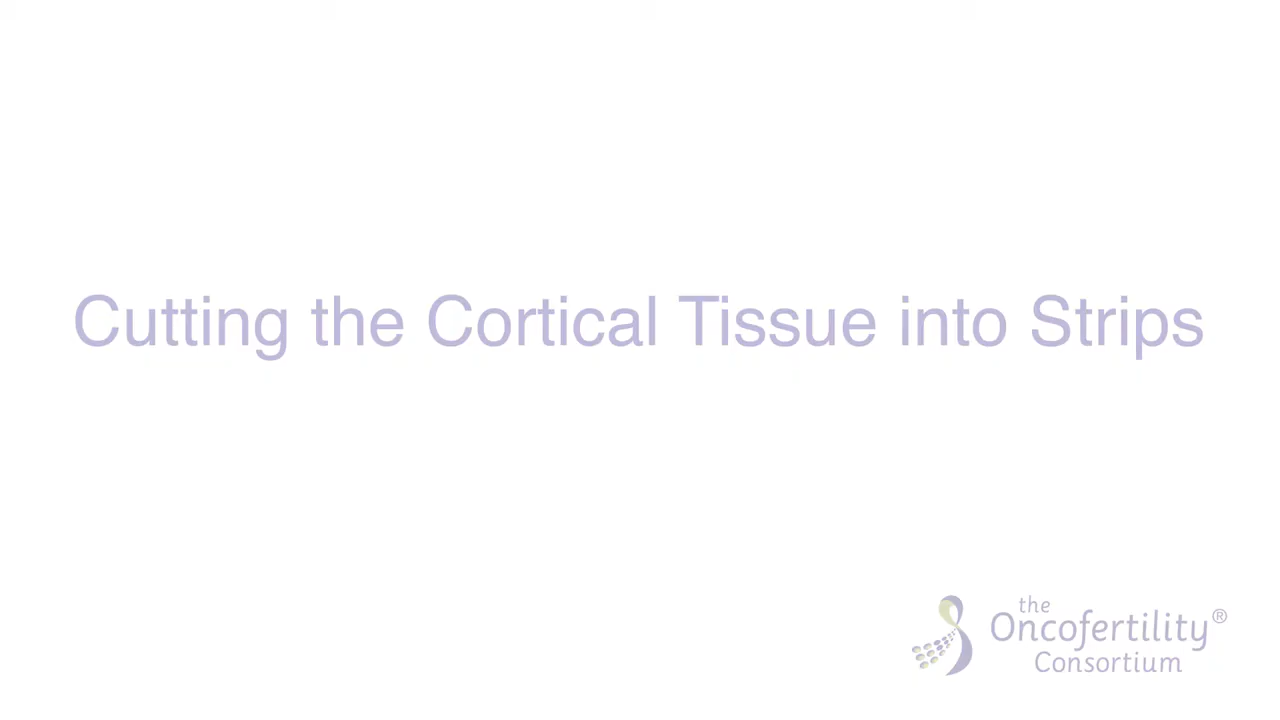 Cutting the Cortical Tissue into Strips
the
Oncofertility®
Consortium